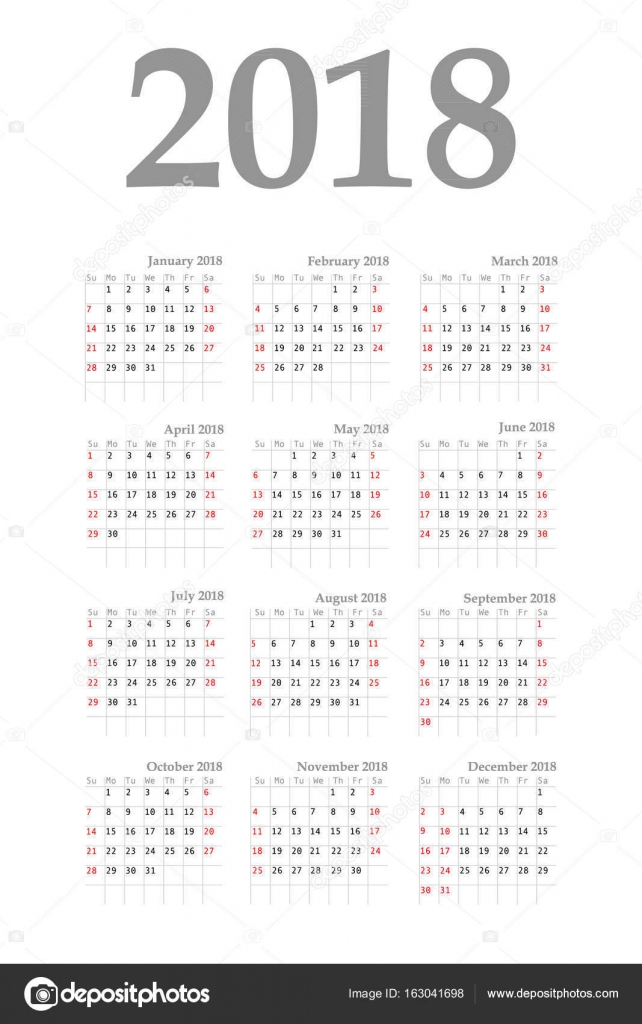 2018
January 2018
Su Mo Tu We Th Fr Sa
1 2 3 4 5 6
7 8 9 10 11 12 13
14 15 16 17 18 19 20
21 22 23 24 25 26 27
28 29 30 31
February 2018
Su Mo Tu We Th Fr Sa
1 2 3
4 5 6 7 8 9 10
11 12 13 14 15 16 17
18 19 20 21 22 23 24
25 26 27 28
March 2018
Su Mo Tu We Th Fr Sa
1 2 3
4 5 6 7 8 9 10
11 12 13 14 15 16 17
18 19 20 21 22 23 24
25 26 27 28 29 30 31
April 2018
Su Mo Tu We Th Fr Sa
1 2 3 4 5 6 7
8 9 10 11 12 13 14
15 16 17 18 19 20 21
22 23 24 25 26 27 28
29 30
May 2018
Su Mo Tu We Th Fr Sa
1 2 3 4 5
6 7 8 9 10 11 12
13 14 15 16 17 18 19
20 21 22 23 24 25 26
27 28 29 30 31
June 2018
Su Mo Tu We Th Fr Sa
1 2
3 4 5 6 7 8 9
10 11 12 13 14 15 16
17 18 19 20 21 22 23
24 25 26 27 28 29 30
July 2018
Su Mo Tu We Th Fr Sa
1 2 3 4 5 6 7
8 9 10 11 12 13 14
15 16 17 18 19 20 21
22 23 24 25 26 27 28
29 30 31
August 2018
Su Mo Tu We Th Fr Sa
1 2 3 4
5 6 7 8 9 10 11
12 13 14 15 16 17 18
19 20 21 22 23 24 25
26 27 28 29 30 31
September 2018
Su Mo Tu We Th Fr Sa
1
2 3 4 5 6 7 8
9 10 11 12 13 14 15
16 17 18 19 20 21 22
23 24 25 26 27 28 29
30
October 2018
Su Mo Tu We Th Fr Sa
1 2 3 4 5 6
7 8 9 10 11 12 13
14 15 16 17 18 19 20
21 22 23 24 25 26 27
28 29 30 31
November 2018
Su Mo Tu We Th Fr Sa
1 2 3
4 5 6 7 8 9 10
11 12 13 14 15 16 17
18 19 20 21 22 23 24
25 26 27 28 29 30
December 2018
Su Mo Tu We Th Fr Sa
1
2 3 4 5 6 7 8
9 10 11 12 13 14 15
16 17 18 19 20 21 22
23 24 25 26 27 28 29
30 31
depositphotos Image ID: 163041698 www.depositphotos.com